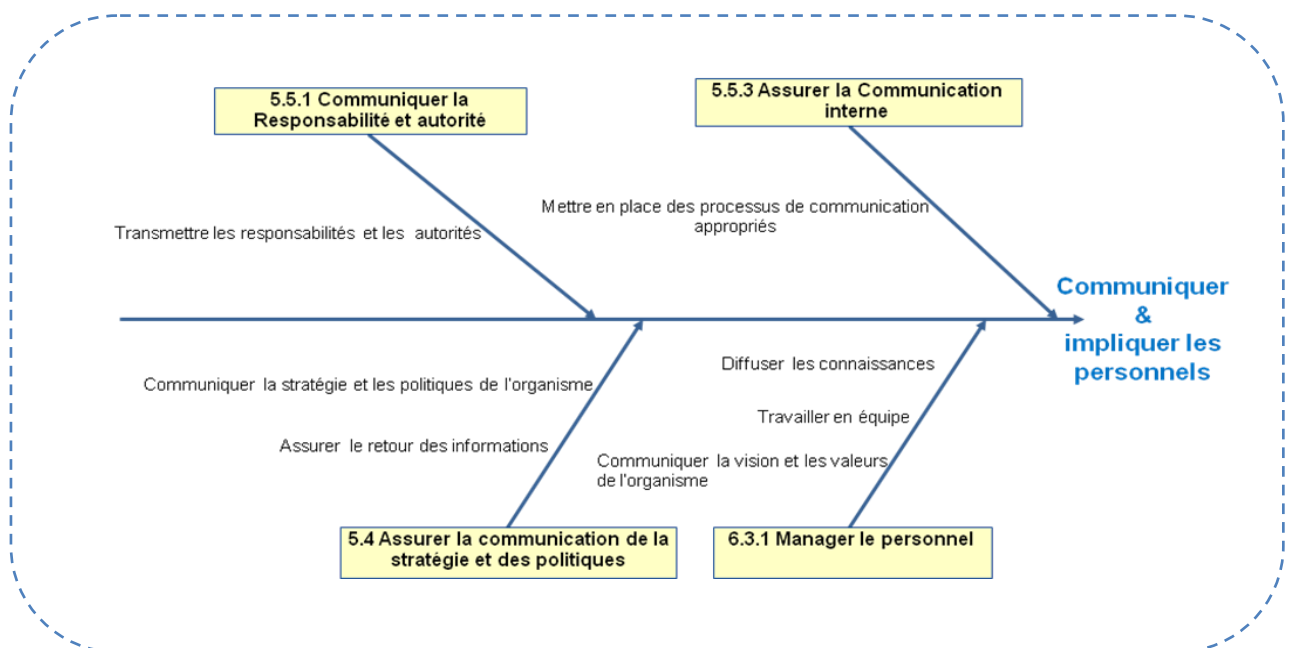 5.5.1 Communiquer la
Responsabilité et autorité
5.5.3 Assurer la Communication
interne
Mettre en place des processus de communication
appropriés
Transmettre les responsabilités et les autorités
Communiquer
&
impliquer les
personnels
Diffuser les connaissances
Communiquer la stratégie et les politiques de l'organisme
Travailler en équipe
Assurer le retour des informations
Communiquer la vision et les valeurs
de l'organisme
5.4 Assurer la communication de la
stratégie et des politiques
6.3.1 Manager le personnel